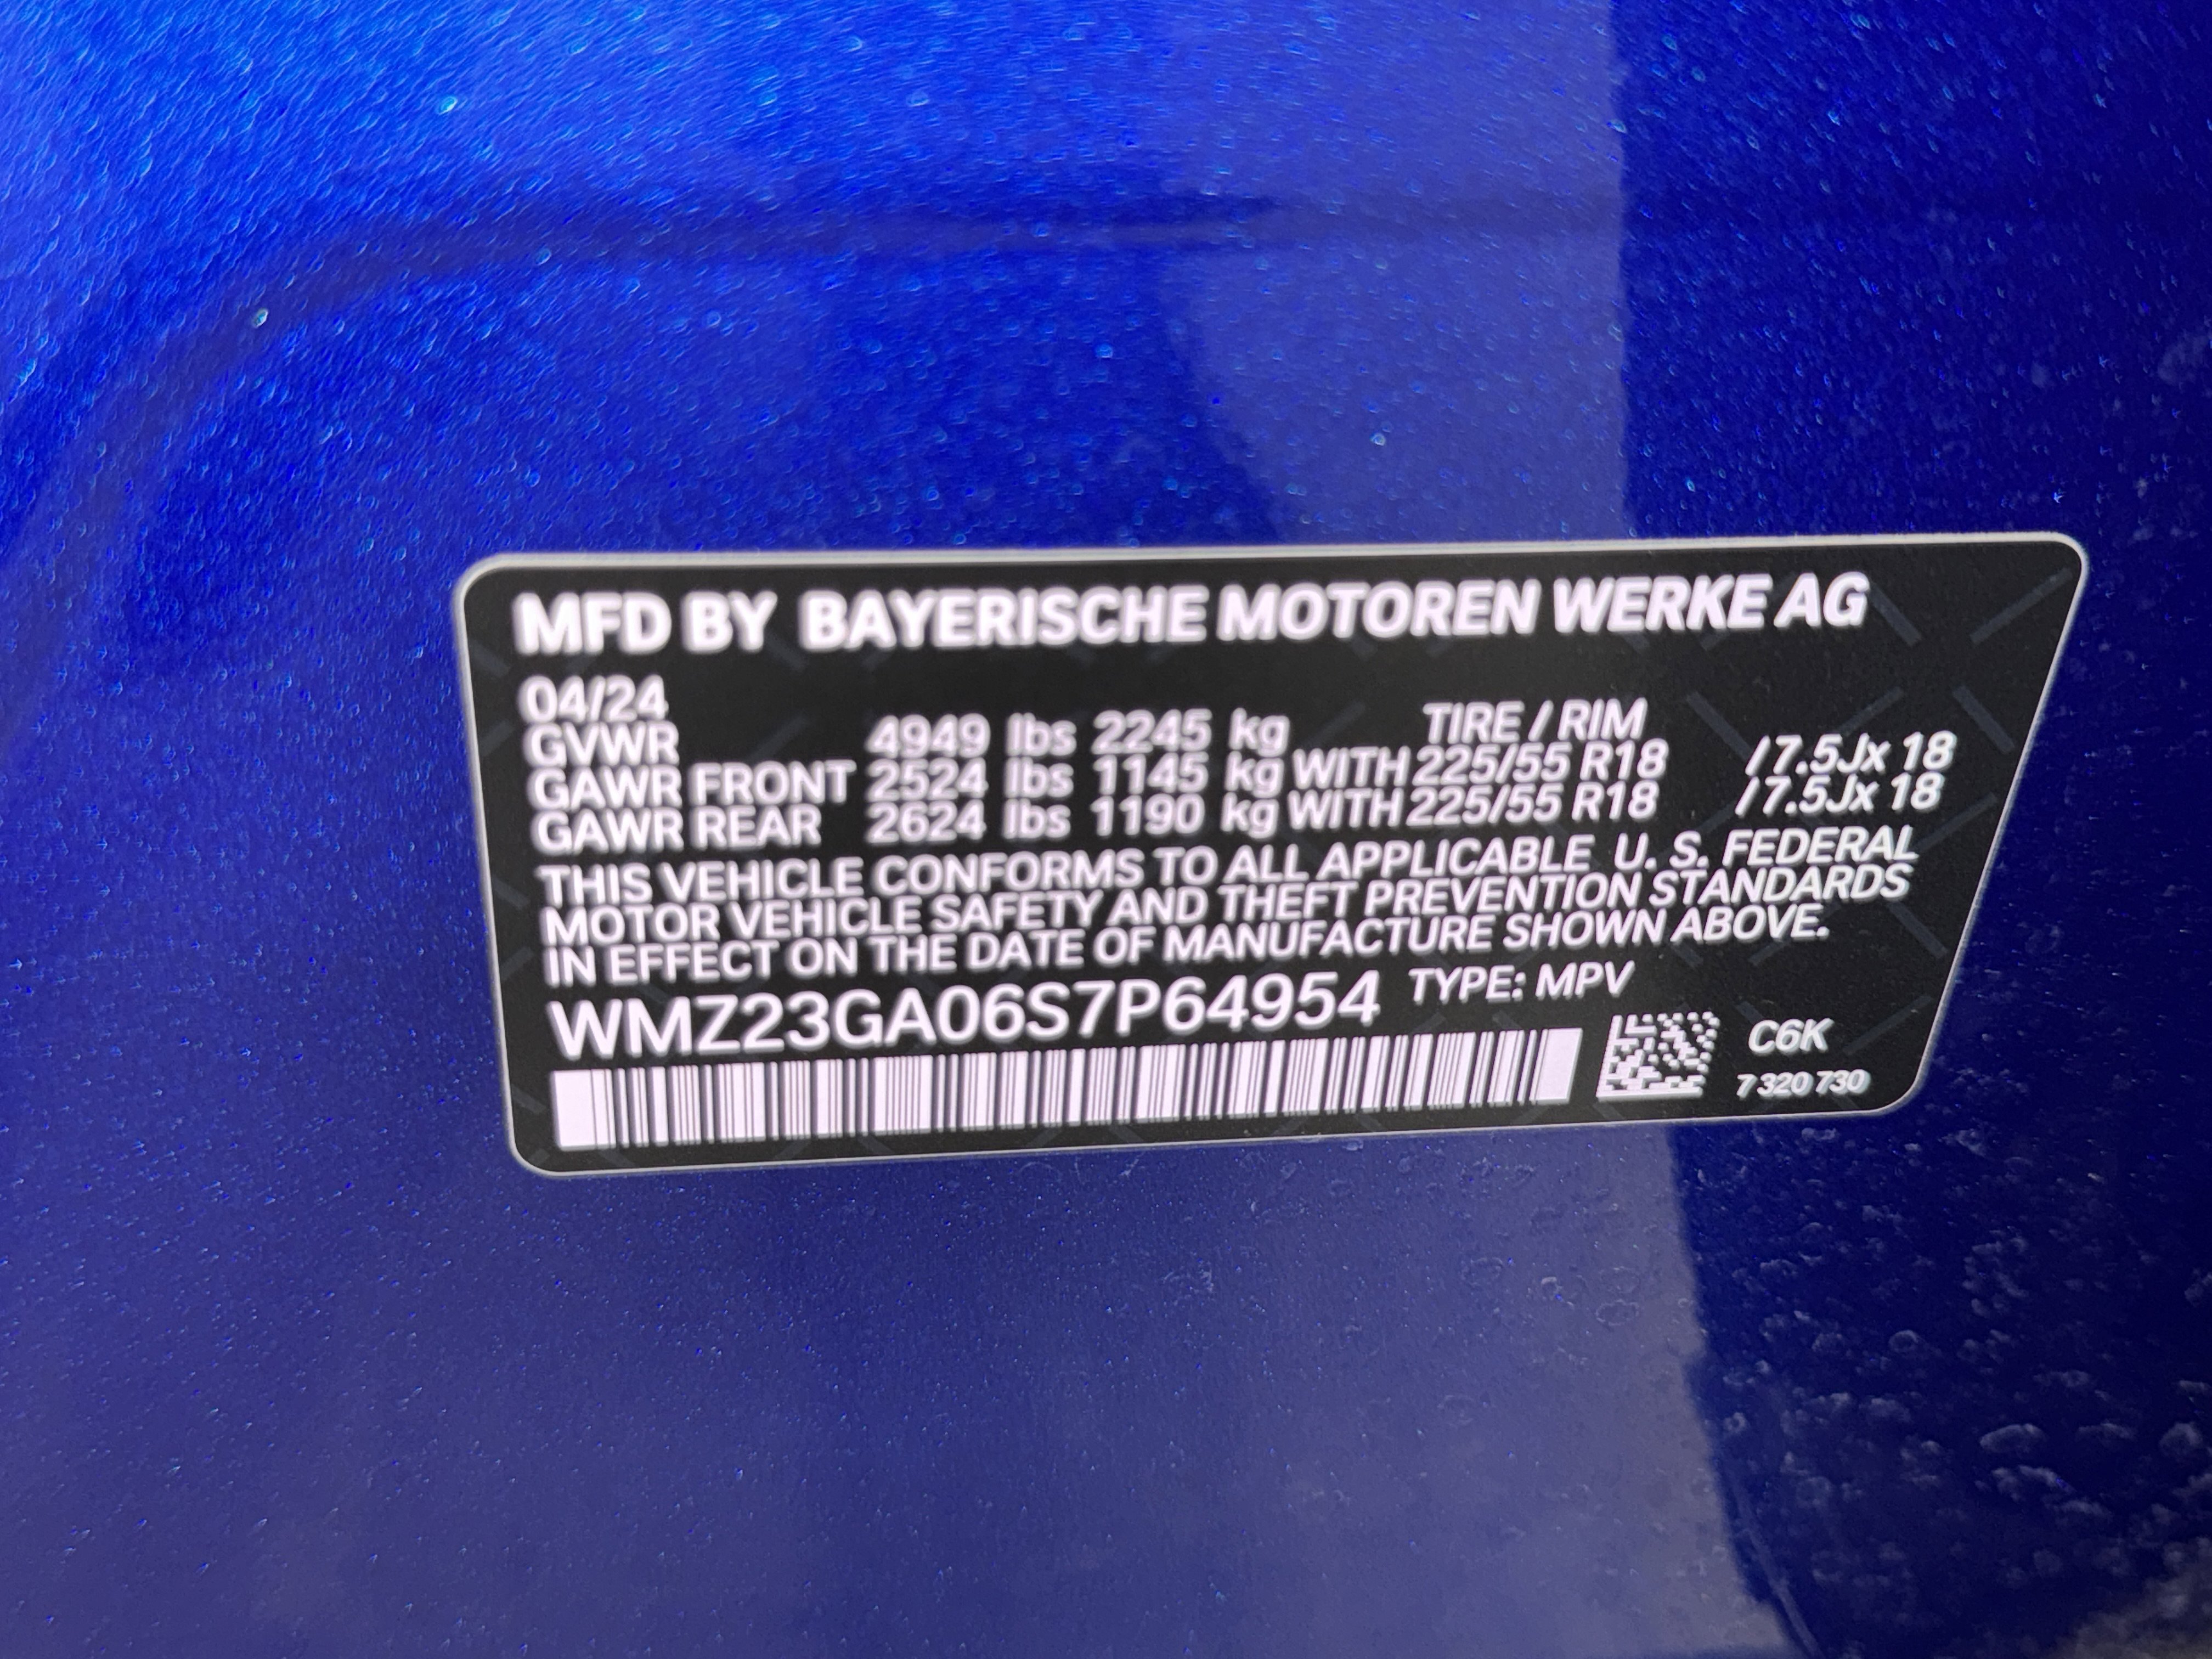 MFD BY BAYERISCHE MOTOREN WERKE AG
04/24 TIRE / RIM
GVWR 4949 lbs 2245 kg
GAWR FRONT 2524 lbs 1145 kg WITH 225/55 R18 /7.5Jx 18
GAWR REAR 2624 lbs 1190 kg WITH 225/55 R18 /7.5Jx 18
THIS VEHICLE CONFORMS TO ALL APPLICABLE U. S. FEDERAL
MOTOR VEHICLE SAFETY AND THEFT PREVENTION STANDARDS
IN EFFECT ON THE DATE OF MANUFACTURE SHOWN ABOVE.
WMZ23GA06S7P64954 TYPE: MPV
C6K
7 320 730